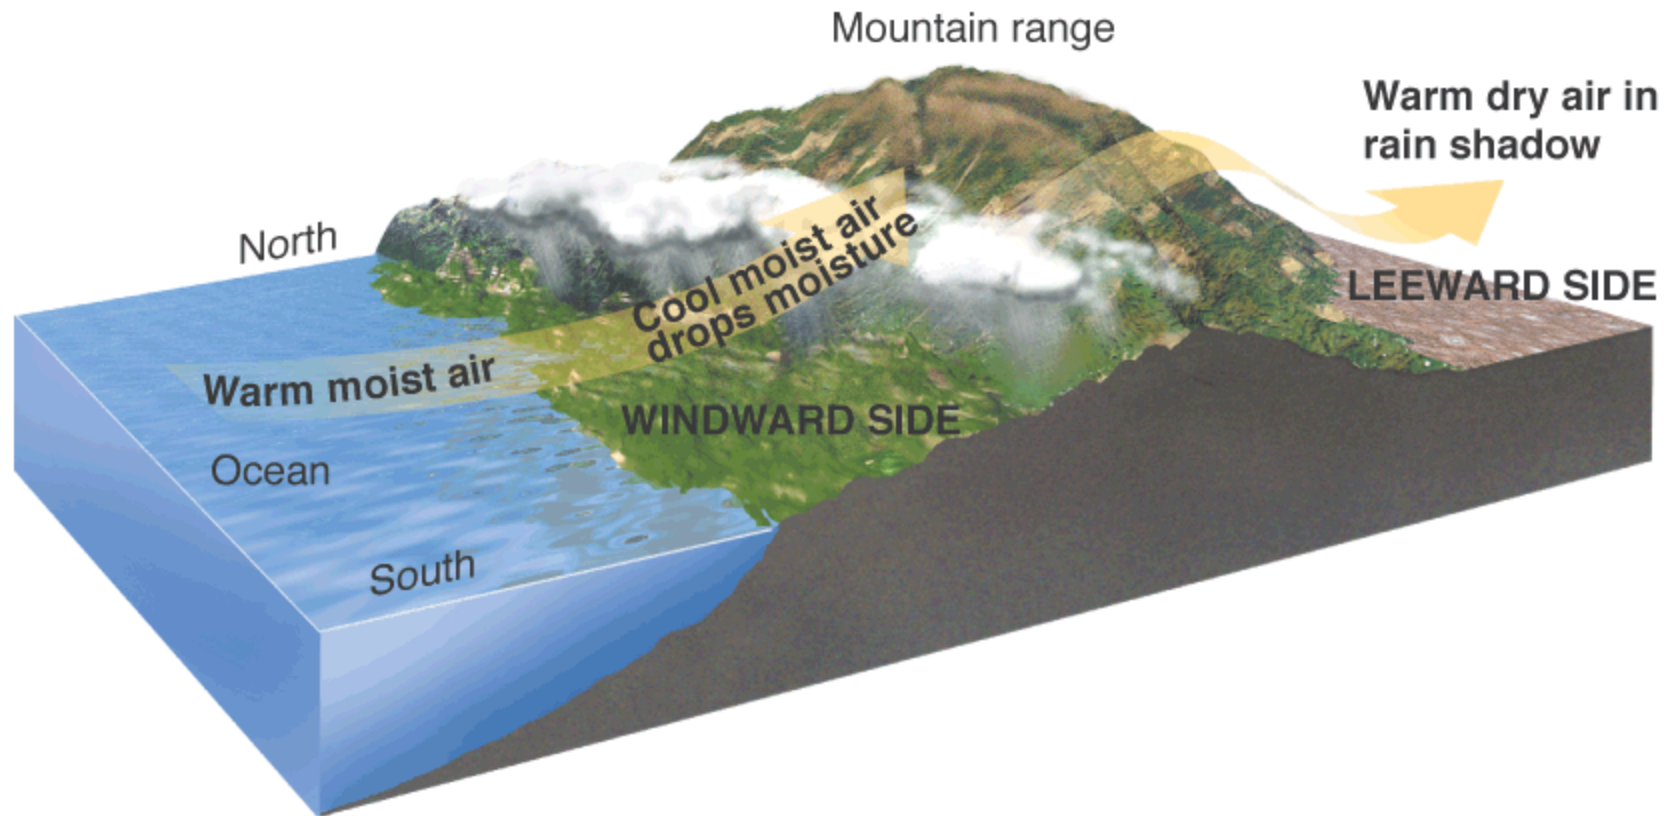 Mountain range
Warm dry air in
rain shadow
North
Cool moist air
drops moisture
LEEWARD SIDE
Warm moist air
WINDWARD SIDE
Ocean
South